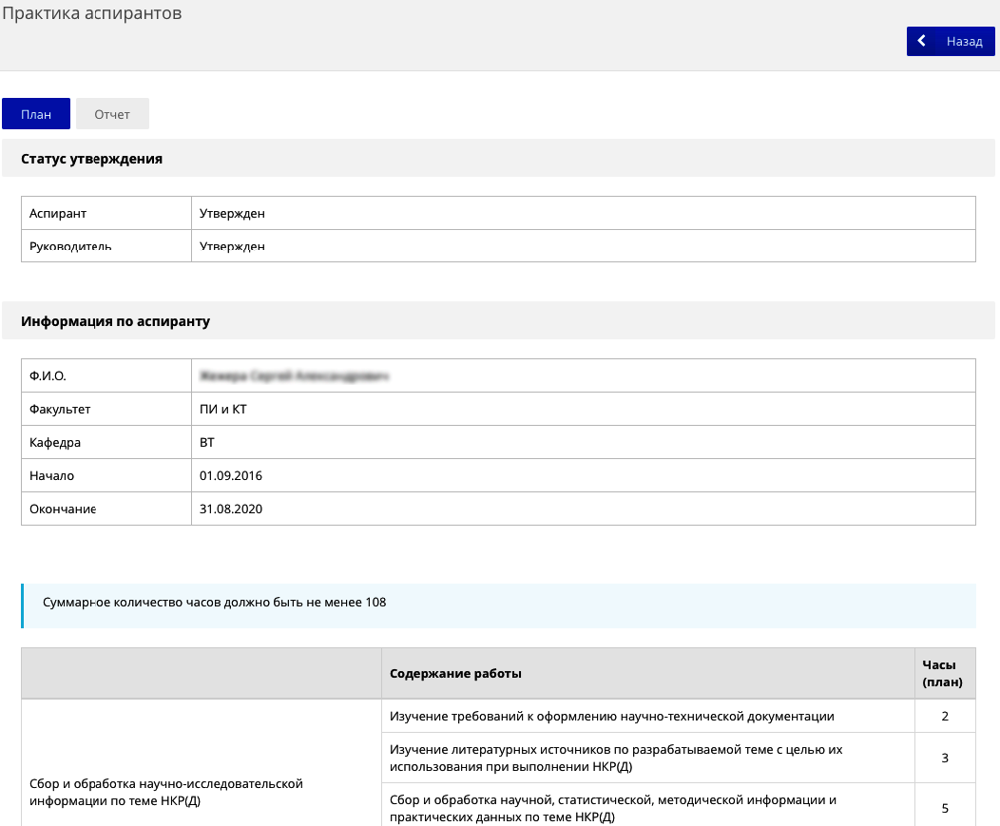 Практика аспирантов
Назад
План
Отчет
Статус утверждения
Аспирант
Утвержден
Руководитель
Утвержден
Информация по аспиранту
Ф.И.О.
Факультет
ПИ и КТ
Кафедра
ВТ
Начало
01.09.2016
Окончание
31.08.2020
Суммарное количество часов должно быть не менее 108
Содержание работы
Часы
(план)
Сбор и обработка научно-исследовательской
информации по теме НКР(Д)
Изучение требований к оформлению научно-технической документации
2
Изучение литературных источников по разрабатываемой теме с целью их
использования при выполнении НКР(Д)
3
Сбор и обработка научной, статистической, методической информации и
практических данных по теме НКР(Д)
5